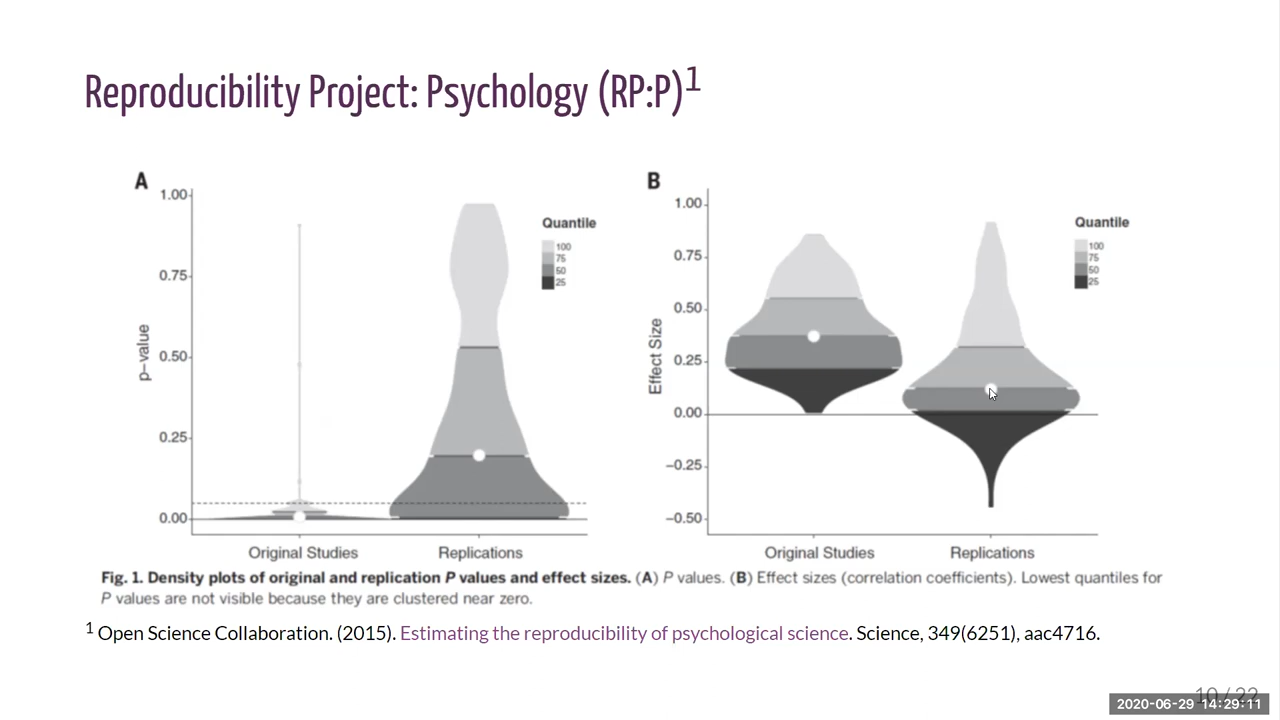 Reproducibility Project: Psychology (RP:P)1
A
1.00
0.75
0.50
0.25
0.00
p−value
Original Studies
Replications
Quantile
100
75
50
25
B
1.00
0.75
0.50
0.25
0.00
−0.25
−0.50
Effect Size
Original Studies
Replications
Quantile
100
75
50
25
Fig. 1. Density plots of original and replication P values and effect sizes. (A) P values. (B) Effect sizes (correlation coefficients). Lowest quantiles for
P values are not visible because they are clustered near zero.
1 Open Science Collaboration. (2015). Estimating the reproducibility of psychological science. Science, 349(6251), aac4716.
10 / 22
2020-06-29 14:29:11